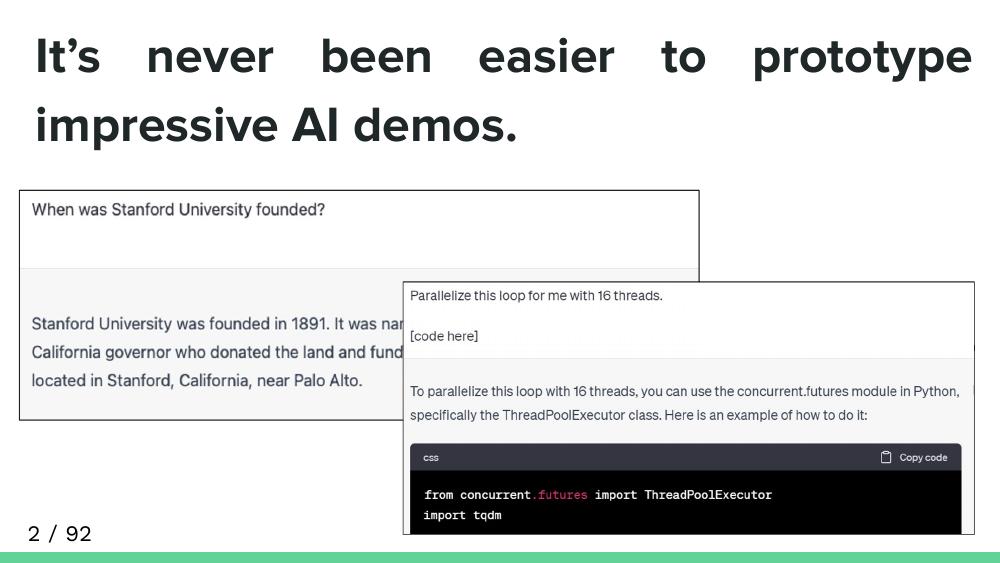 It’s never been easier to prototype
impressive AI demos.
When was Stanford University founded?
Stanford University was founded in 1891. It was
California governor who donated the land and
located in Stanford, California, near Palo Alto.
Parallelize this loop for me with 16 threads.
[code here]
To parallelize this loop with 16 threads, you can use the concurrent.futures module in Python,
specifically the ThreadPoolExecutor class. Here is an example of how to do it:
css
Copy code
from concurrent.futures import ThreadPoolExecutor
import tqdm
2 / 92